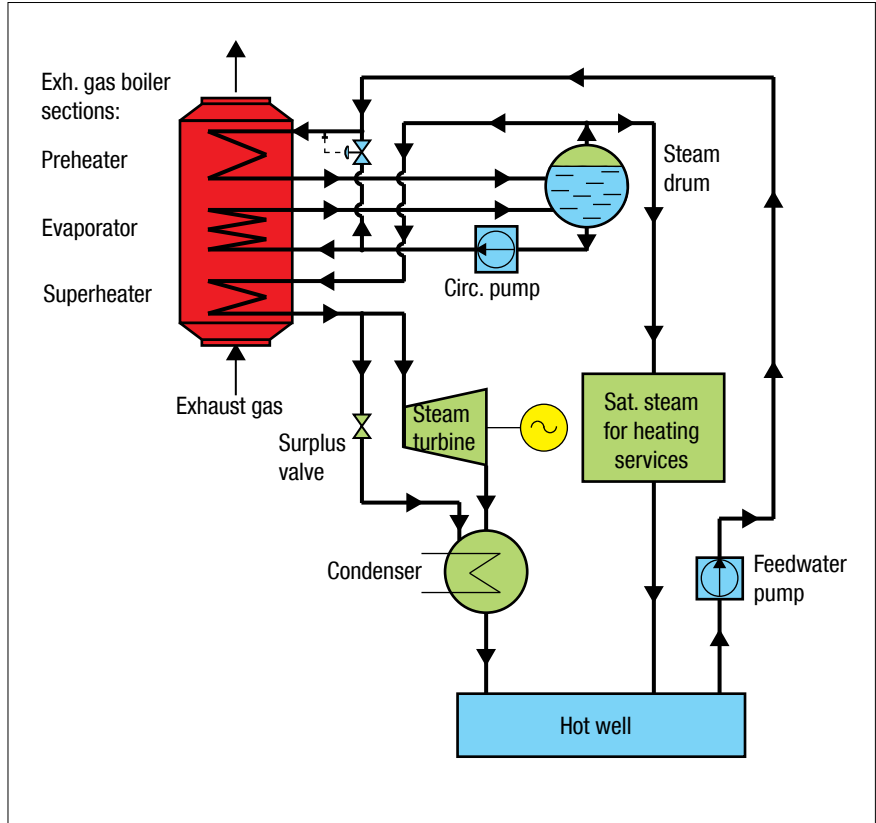 Exh. gas boiler
sections:
Preheater
Evaporator
Superheater
Exhaust gas
Steam
drum
Circ. pump
Surplus
valve
Steam
turbine
Sat. steam
for heating
services
Condenser
Feedwater
pump
Hot well